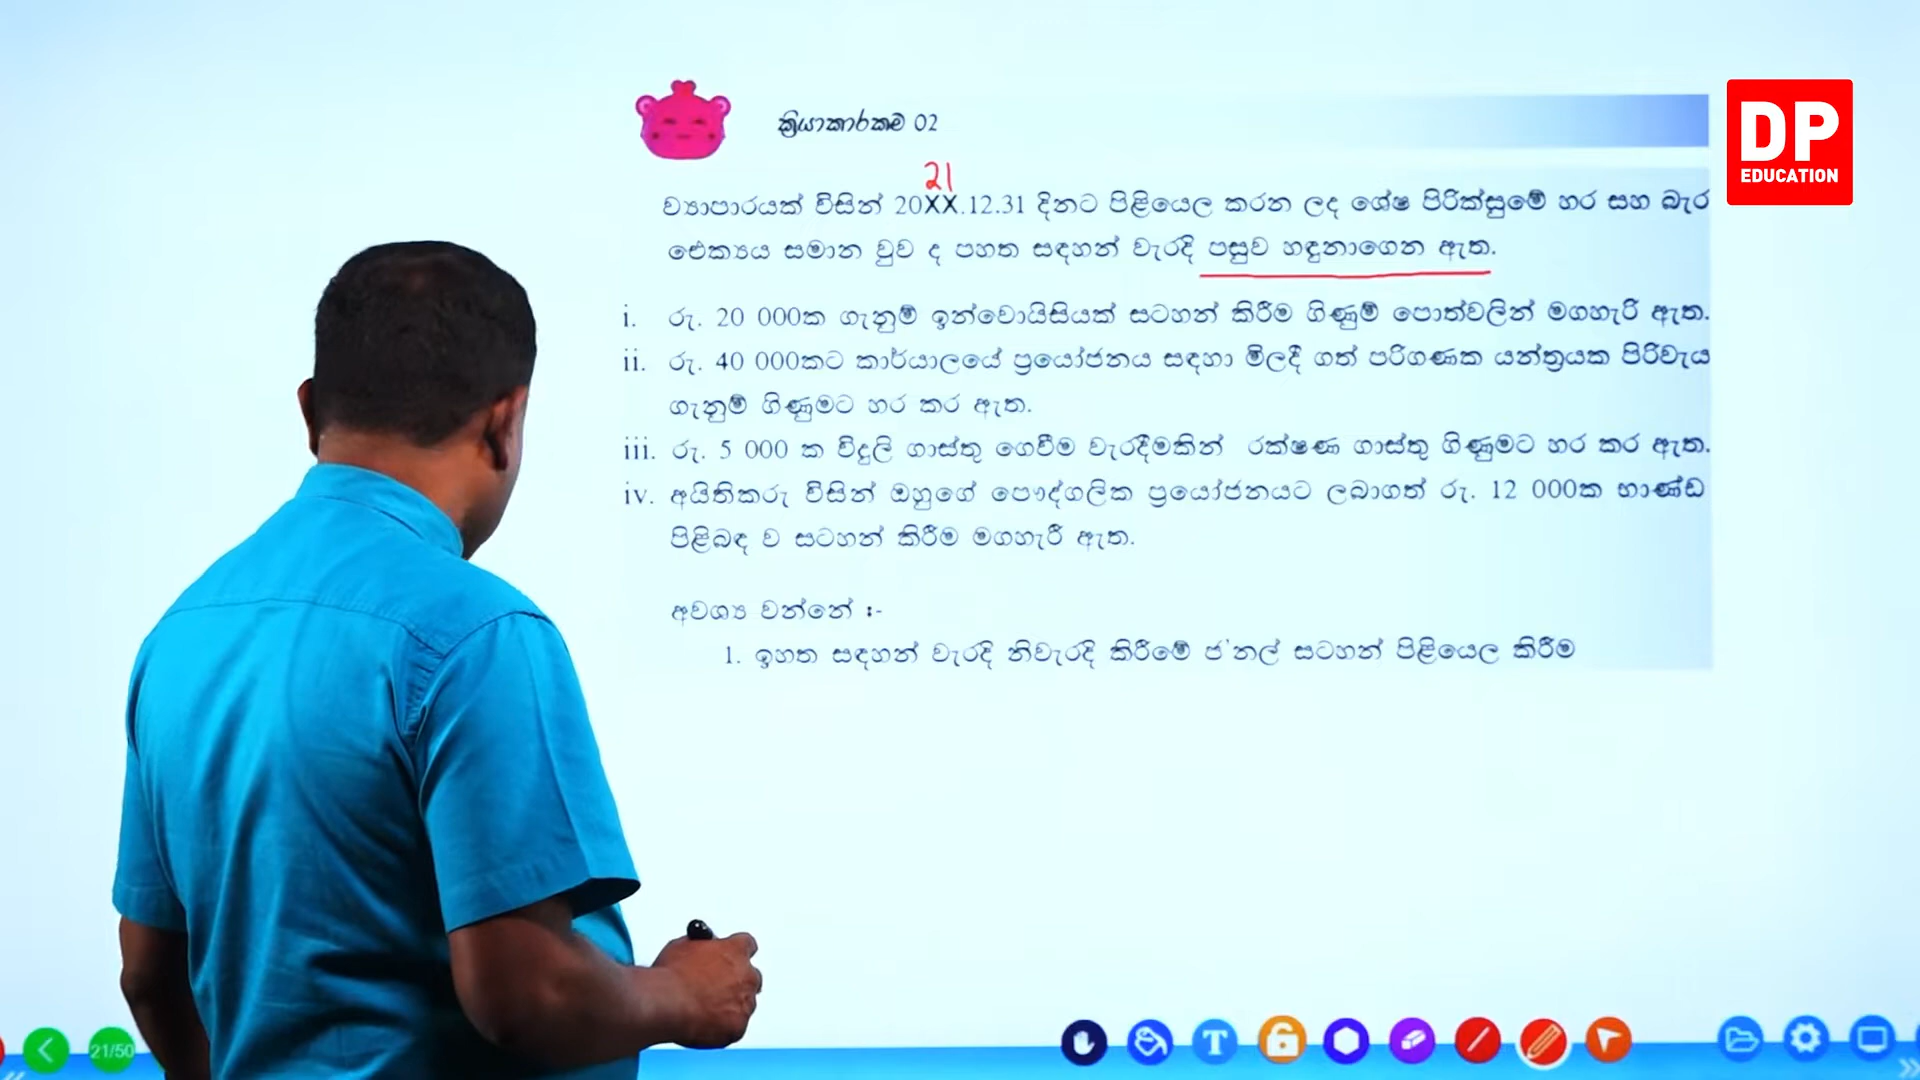 ක්‍රියාකාරකම 02
DP
EDUCATION
21
ව්‍යාපාරයක් විසින් 20XX.12.31 දිනට පිළියෙල කරන ලද ශේෂ පිරික්සුමේ හර සහ බැර
ඓක්‍යය සමාන වුව ද පහත සඳහන් වැරදි පසුව හඳුනාගෙන ඇත.
i. රු. 20 000ක ගැනුම් ඉන්වොයිසියක් සටහන් කිරීම ගිණුම් පොත්වලින් මගහැරි ඇත.
ii. රු. 40 000කට කාර්යාලයේ ප්‍රයෝජනය සඳහා මිලදී ගත් පරිගණක යන්ත්‍රයක පිරිවැය
ගැනුම් ගිණුමට හර කර ඇත.
iii. රු. 5 000 ක විදුලි ගාස්තු ගෙවීම වැරදීමකින් රක්ෂණ ගාස්තු ගිණුමට හර කර ඇත.
iv. අයිතිකරු විසින් ඔහුගේ පෞද්ගලික ප්‍රයෝජනයට ලබාගත් රු. 12 000ක භාණ්ඩ
පිළිබඳ ව සටහන් කිරීම මගහැරී ඇත.
අවශ්‍ය වන්නේ :-
1. ඉහත සඳහන් වැරදි නිවැරදි කිරීමේ ජ'නල් සටහන් පිළියෙල කිරීම
21/50
T